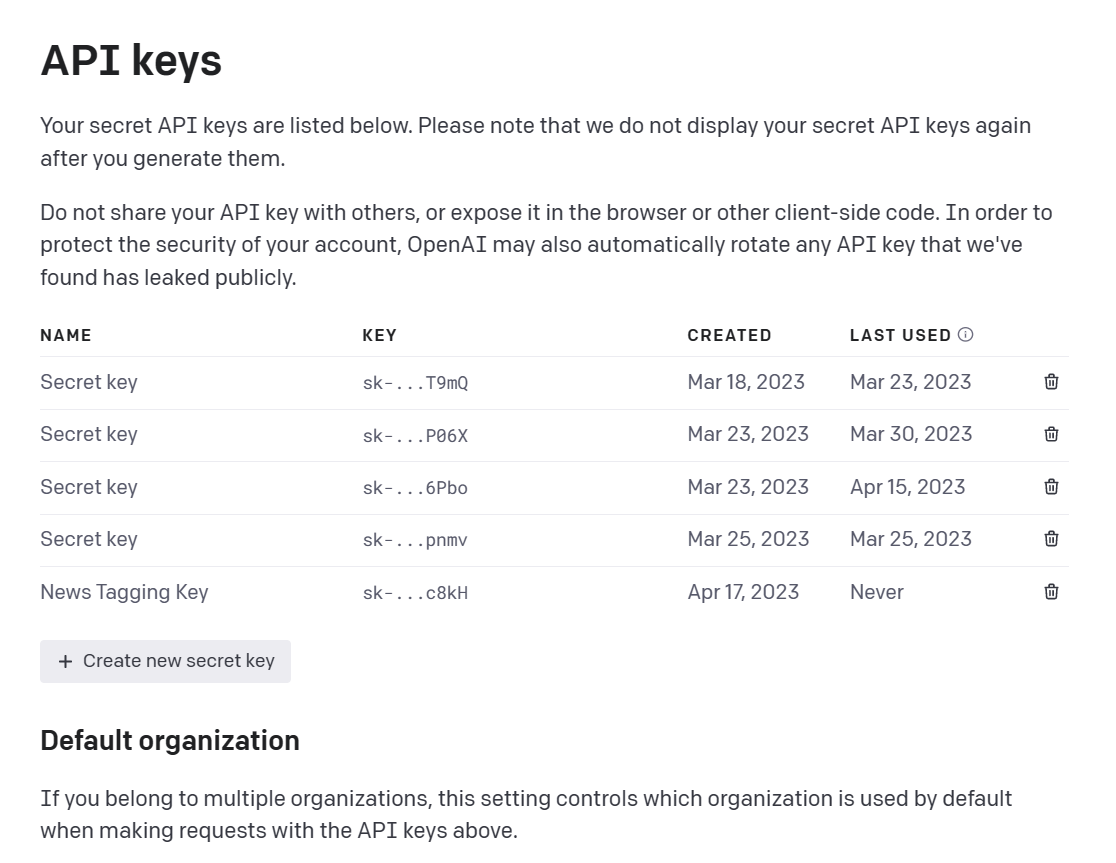 API keys
Your secret API keys are listed below. Please note that we do not display your secret API keys again
after you generate them.
Do not share your API key with others, or expose it in the browser or other client-side code. In order to
protect the security of your account, OpenAI may also automatically rotate any API key that we've
found has leaked publicly.
NAME KEY CREATED LAST USED
Secret key sk-...T9mQ Mar 18, 2023 Mar 23, 2023
Secret key sk-...P06X Mar 23, 2023 Mar 30, 2023
Secret key sk-...6Pbo Mar 23, 2023 Apr 15, 2023
Secret key sk-...pnmv Mar 25, 2023 Mar 25, 2023
News Tagging Key sk-...c8kH Apr 17, 2023 Never
+ Create new secret key
Default organization
If you belong to multiple organizations, this setting controls which organization is used by default
when making requests with the API keys above.